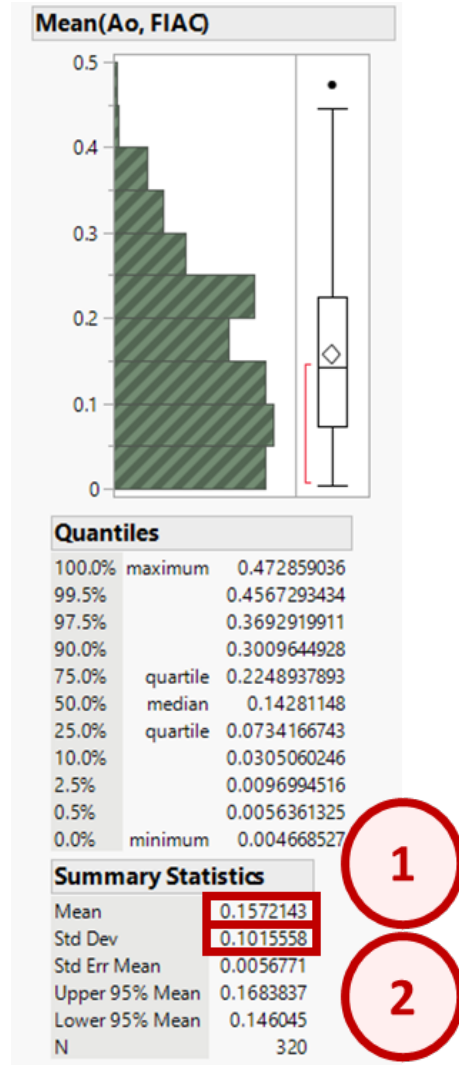 Mean(Ao, FIAC)
0.5
0.4
0.3
0.2
0.1
0
Quantiles
100.0% maximum 0.472859036
99.5% 0.4567293434
97.5% 0.3692919911
90.0% 0.3009644928
75.0% quartile 0.2248937893
50.0% median 0.14281148
25.0% quartile 0.0734166743
10.0% 0.0305060246
2.5% 0.0096994516
0.5% 0.0056361325
0.0% minimum 0.004668527
1
Summary Statistics
Mean 0.1572143
Std Dev 0.1015558
Std Err Mean 0.0056771
Upper 95% Mean 0.1683837
2
Lower 95% Mean 0.146045
N 320